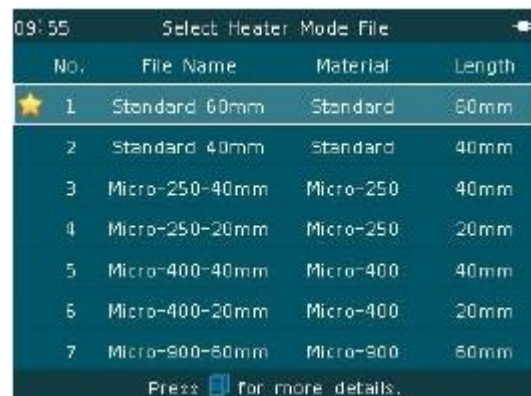 09:55 Select Heater Mode File
No. File Name Material Length
1 Standard 60mm Standard 60mm
2 Standard 40mm Standard 40mm
3 Micro-250-40mm Micro-250 40mm
4 Micro-250-20mm Micro-250 20mm
5 Micro-400-40mm Micro-400 40mm
6 Micro-400-20mm Micro-400 20mm
7 Micro-900-60mm Micro-900 60mm
Press for more details.